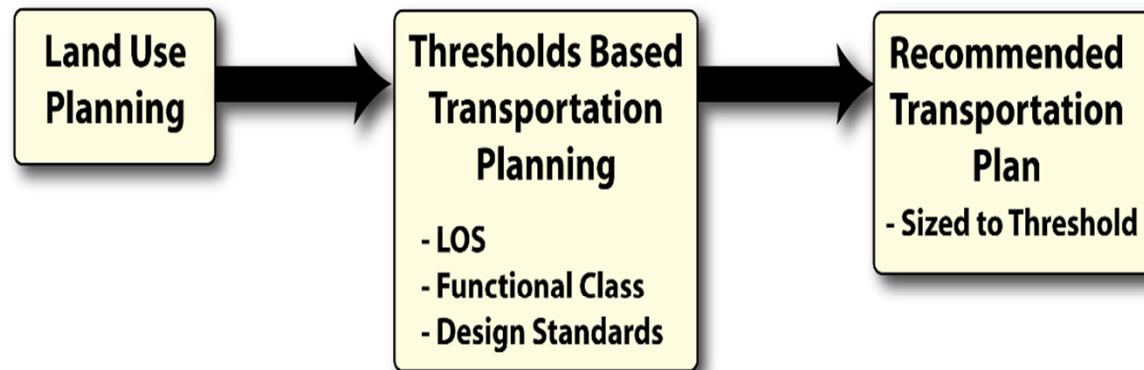 Land Use
Planning
Thresholds Based
Transportation
Planning
- LOS
- Functional Class
- Design Standards
Recommended
Transportation
Plan
- Sized to Threshold